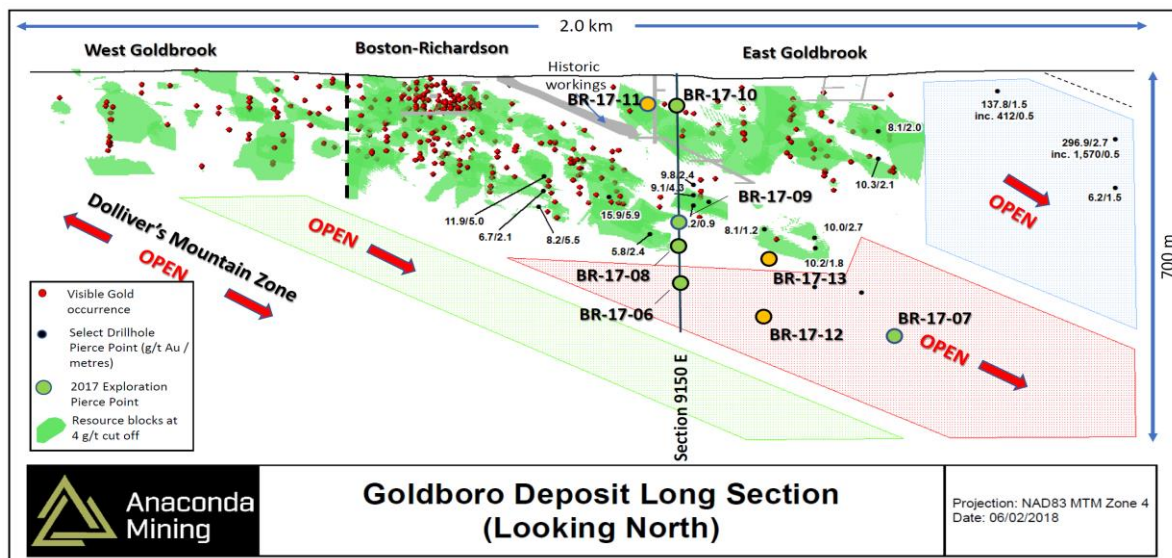 2.0 km
West Goldbrook
Boston-Richardson
East Goldbrook
Historic
workings
BR-17-11
BR-17-10
137.8/1.5
inc. 412/0.5
8.1/2.0
296.9/2.7
inc. 1,570/0.5
10.3/2.1
9.8/2.4
9.1/4.3
BR-17-09
6.2/1.5
OPEN
11.9/5.0
15.9/5.9
.2/0.9
6.7/2.1
8.2/5.5
8.1/1.2
10.0/2.7
5.8/2.4
10.2/1.8
Dolliver's Mountain Zone
OPEN
OPEN
BR-17-08
BR-17-13
BR-17-06
BR-17-12
BR-17-07
OPEN
700 m
Section 9150 E
Visible Gold
occurrence
Select Drillhole
Pierce Point (g/t Au /
metres)
2017 Exploration
Pierce Point
Resource blocks at
4 g/t cut off
Anaconda
Mining
Goldboro Deposit Long Section
(Looking North)
Projection: NAD83 MTM Zone 4
Date: 06/02/2018